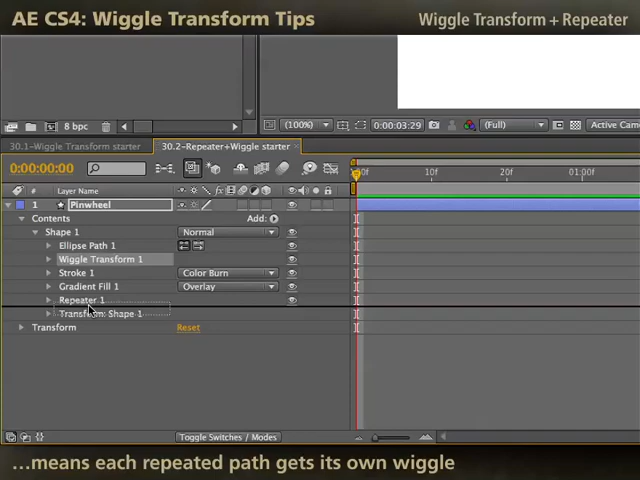 AE CS4: Wiggle Transform Tips
Wiggle Transform + Repeater
8 bpc
(100%)
0:00:03:29
(Full)
Active Came
30.1-Wiggle Transform starter
30.2-Repeater+Wiggle starter
0:00:00:00
00f
10f
20f
01:00f
#
Layer Name
1
Pinwheel
Contents
Add:
Shape 1
Normal
Ellipse Path 1
Wiggle Transform 1
Stroke 1
Color Burn
Gradient Fill 1
Overlay
Repeater 1
Transform: Shape 1
Transform
Reset
Toggle Switches / Modes
...means each repeated path gets its own wiggle